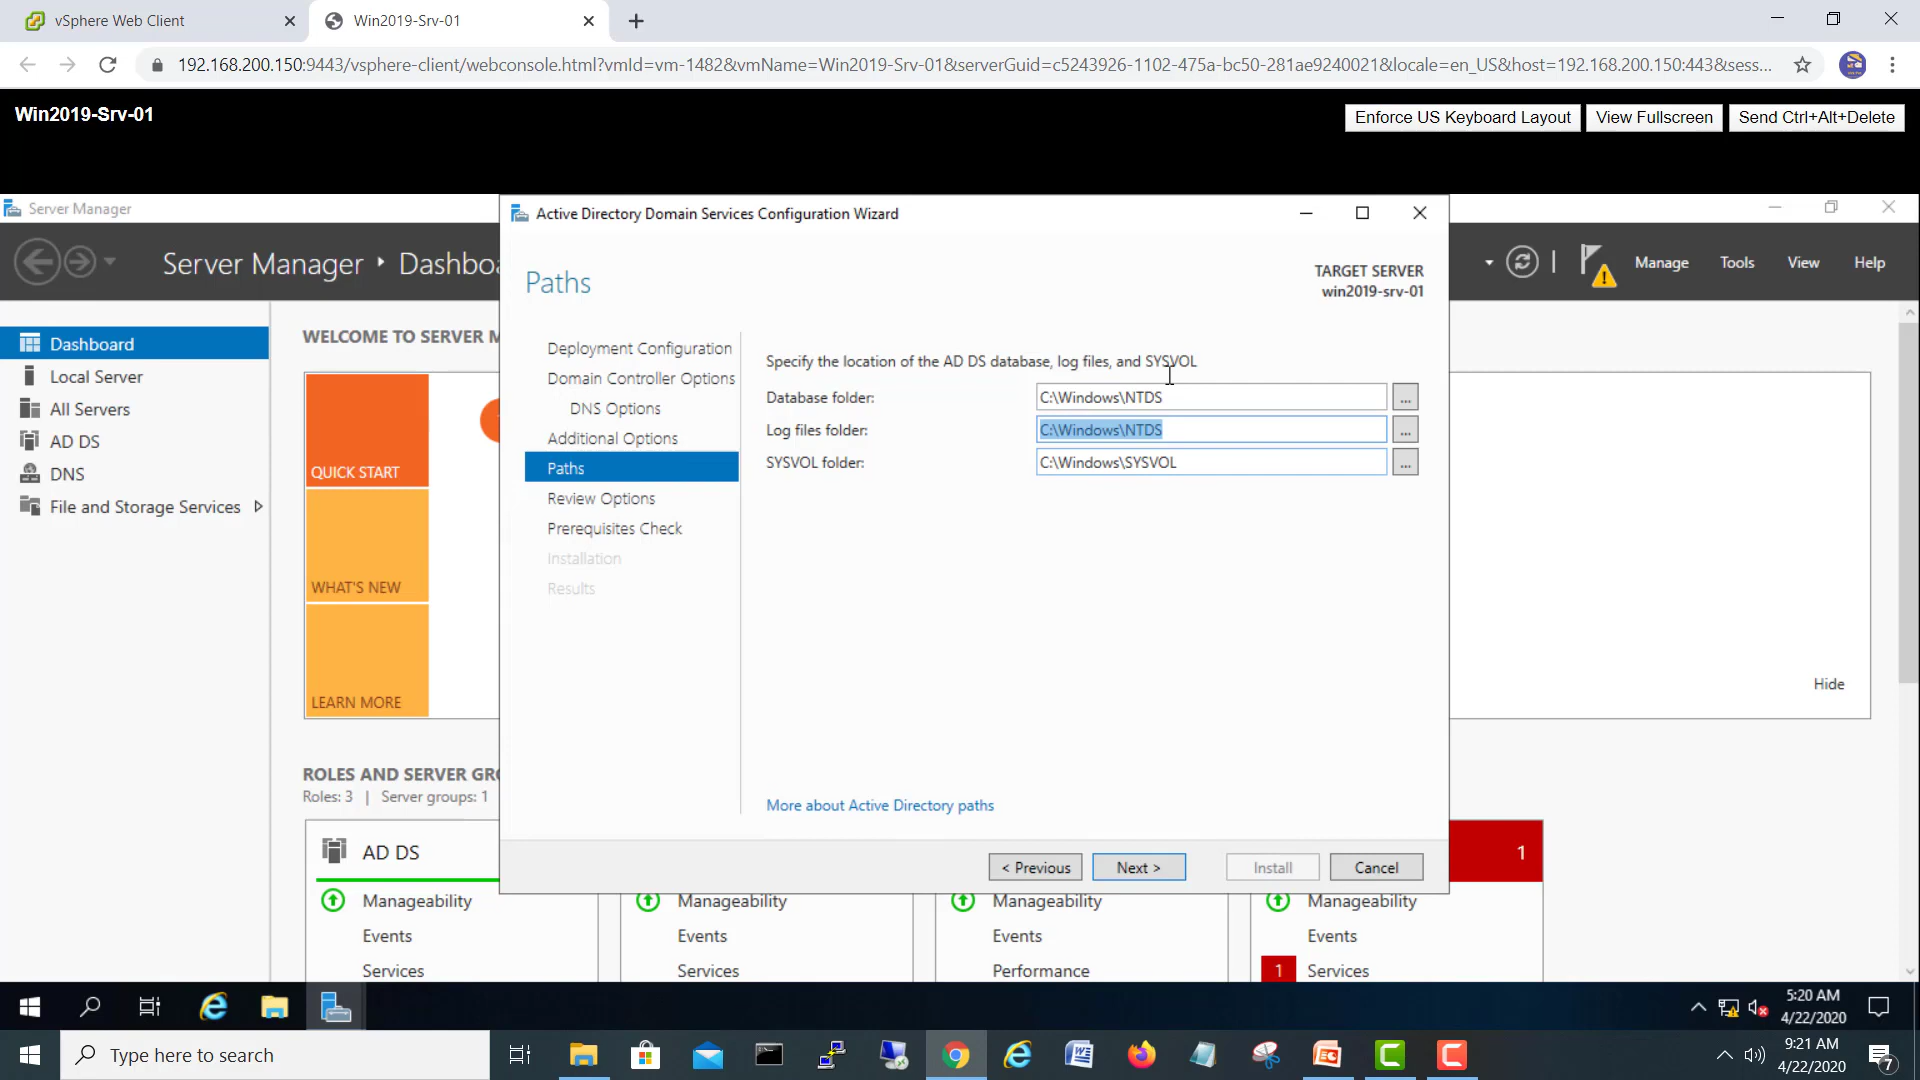 vSphere Web Client
Win2019-Srv-01
192.168.200.150:9443/vsphere-client/webconsole.html?vmId=vm-1482&vmName=Win2019-Srv-01&serverGuid=c5243926-1102-475a-bc50-281ae9240021&locale=en_US&host=192.168.200.150:443&sess...
Win2019-Srv-01
Enforce US Keyboard Layout
View Fullscreen
Send Ctrl+Alt+Delete
Server Manager
Server Manager
Manage
Tools
View
Help
Dashboard
Local Server
All Servers
AD DS
DNS
File and Storage Services
WELCOME TO SERVER M
QUICK START
WHAT'S NEW
LEARN MORE
Hide
Active Directory Domain Services Configuration Wizard
Paths
TARGET SERVER
win2019-srv-01
Deployment Configuration
Domain Controller Options
DNS Options
Additional Options
Paths
Review Options
Prerequisites Check
Installation
Results
Specify the location of the AD DS database, log files, and SYSVOL
Database folder:
C:\Windows\NTDS
...
Log files folder:
C:\Windows\NTDS
...
SYSVOL folder:
C:\Windows\SYSVOL
...
More about Active Directory paths
< Previous
Next >
Install
Cancel
ROLES AND SERVER GR
Roles: 3 | Server groups: 1
AD DS
1
Manageability
Events
Services
Manageability
Events
Services
Manageability
Events
Performance
Manageability
Events
1 Services
5:20 AM
4/22/2020
Type here to search
9:21 AM
4/22/2020
7